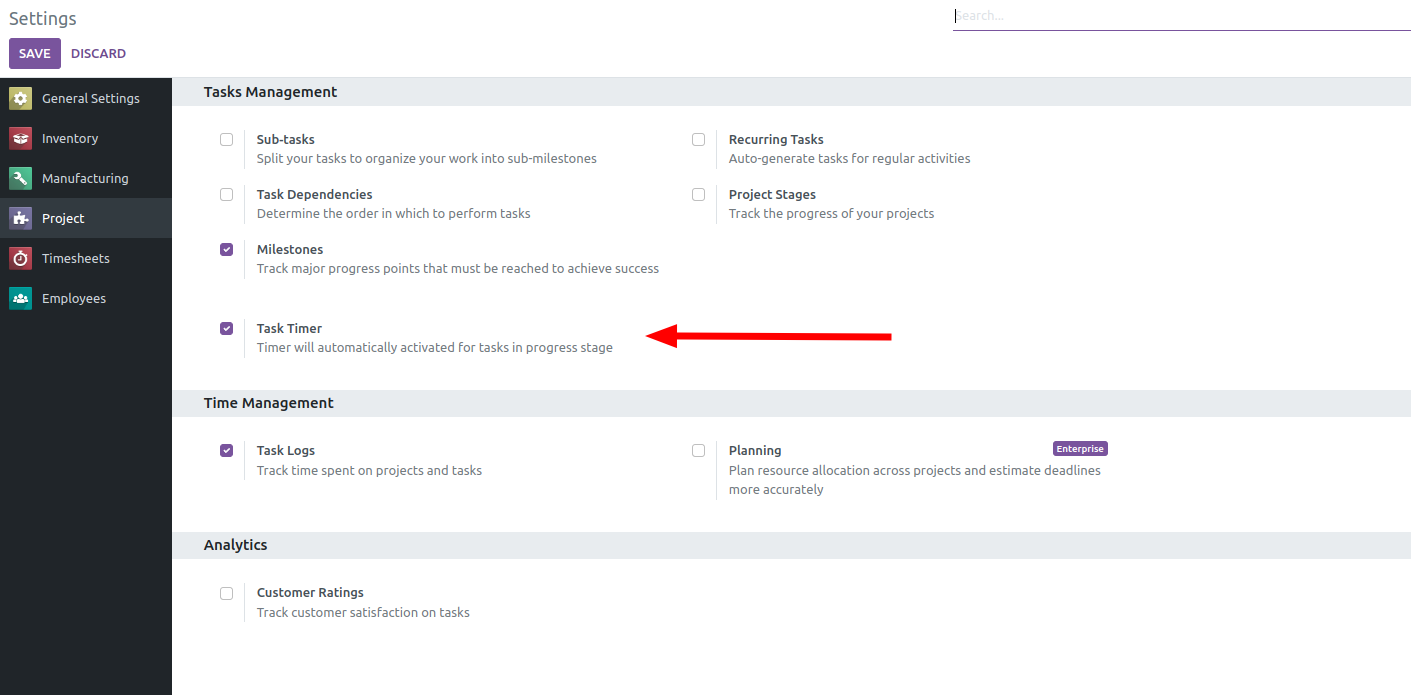 Settings
Search...
SAVE DISCARD
General Settings
Inventory
Manufacturing
Project
Timesheets
Employees
Tasks Management
Sub-tasks
Split your tasks to organize your work into sub-milestones
Recurring Tasks
Auto-generate tasks for regular activities
Task Dependencies
Determine the order in which to perform tasks
Project Stages
Track the progress of your projects
Milestones
Track major progress points that must be reached to achieve success
Task Timer
Timer will automatically activated for tasks in progress stage
Time Management
Task Logs
Track time spent on projects and tasks
Planning
Enterprise
Plan resource allocation across projects and estimate deadlines
more accurately
Analytics
Customer Ratings
Track customer satisfaction on tasks